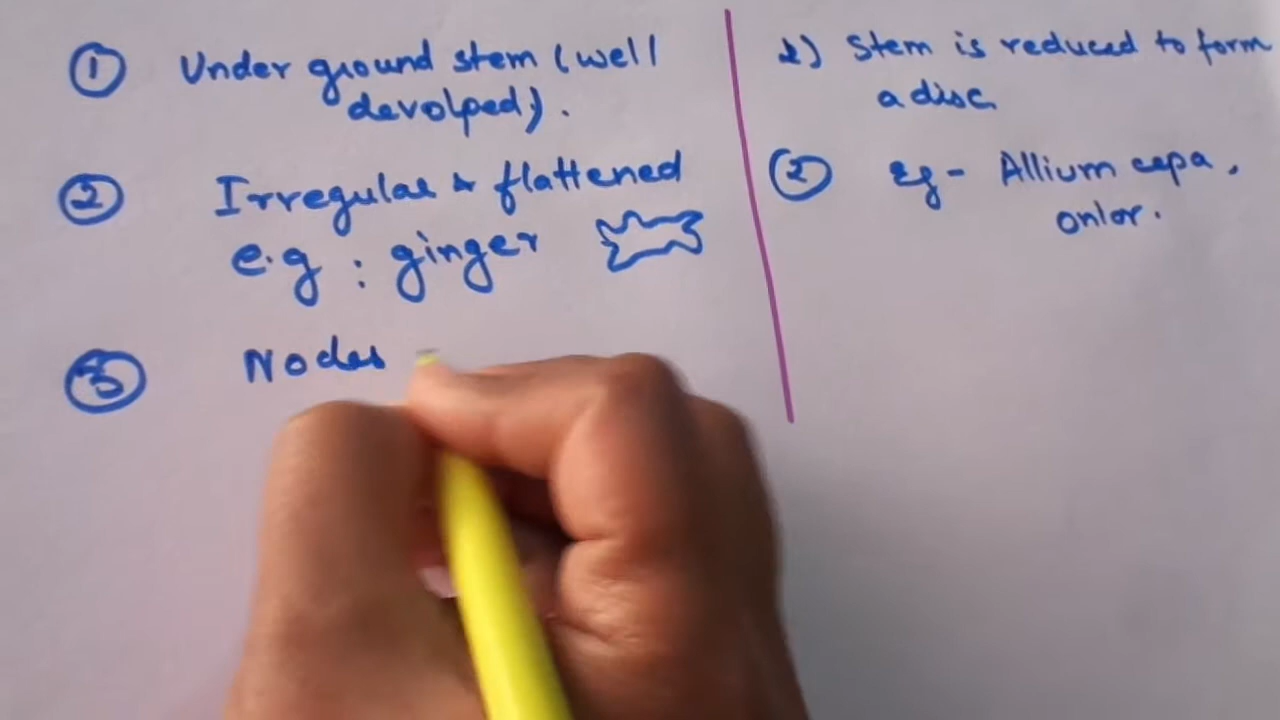 ① Under ground stem (well
devolped).
② Irregular & flattened
e.g : ginger
③ Nodes
1) Stem is reduced to form
a disc
② Eg - Allium cepa,